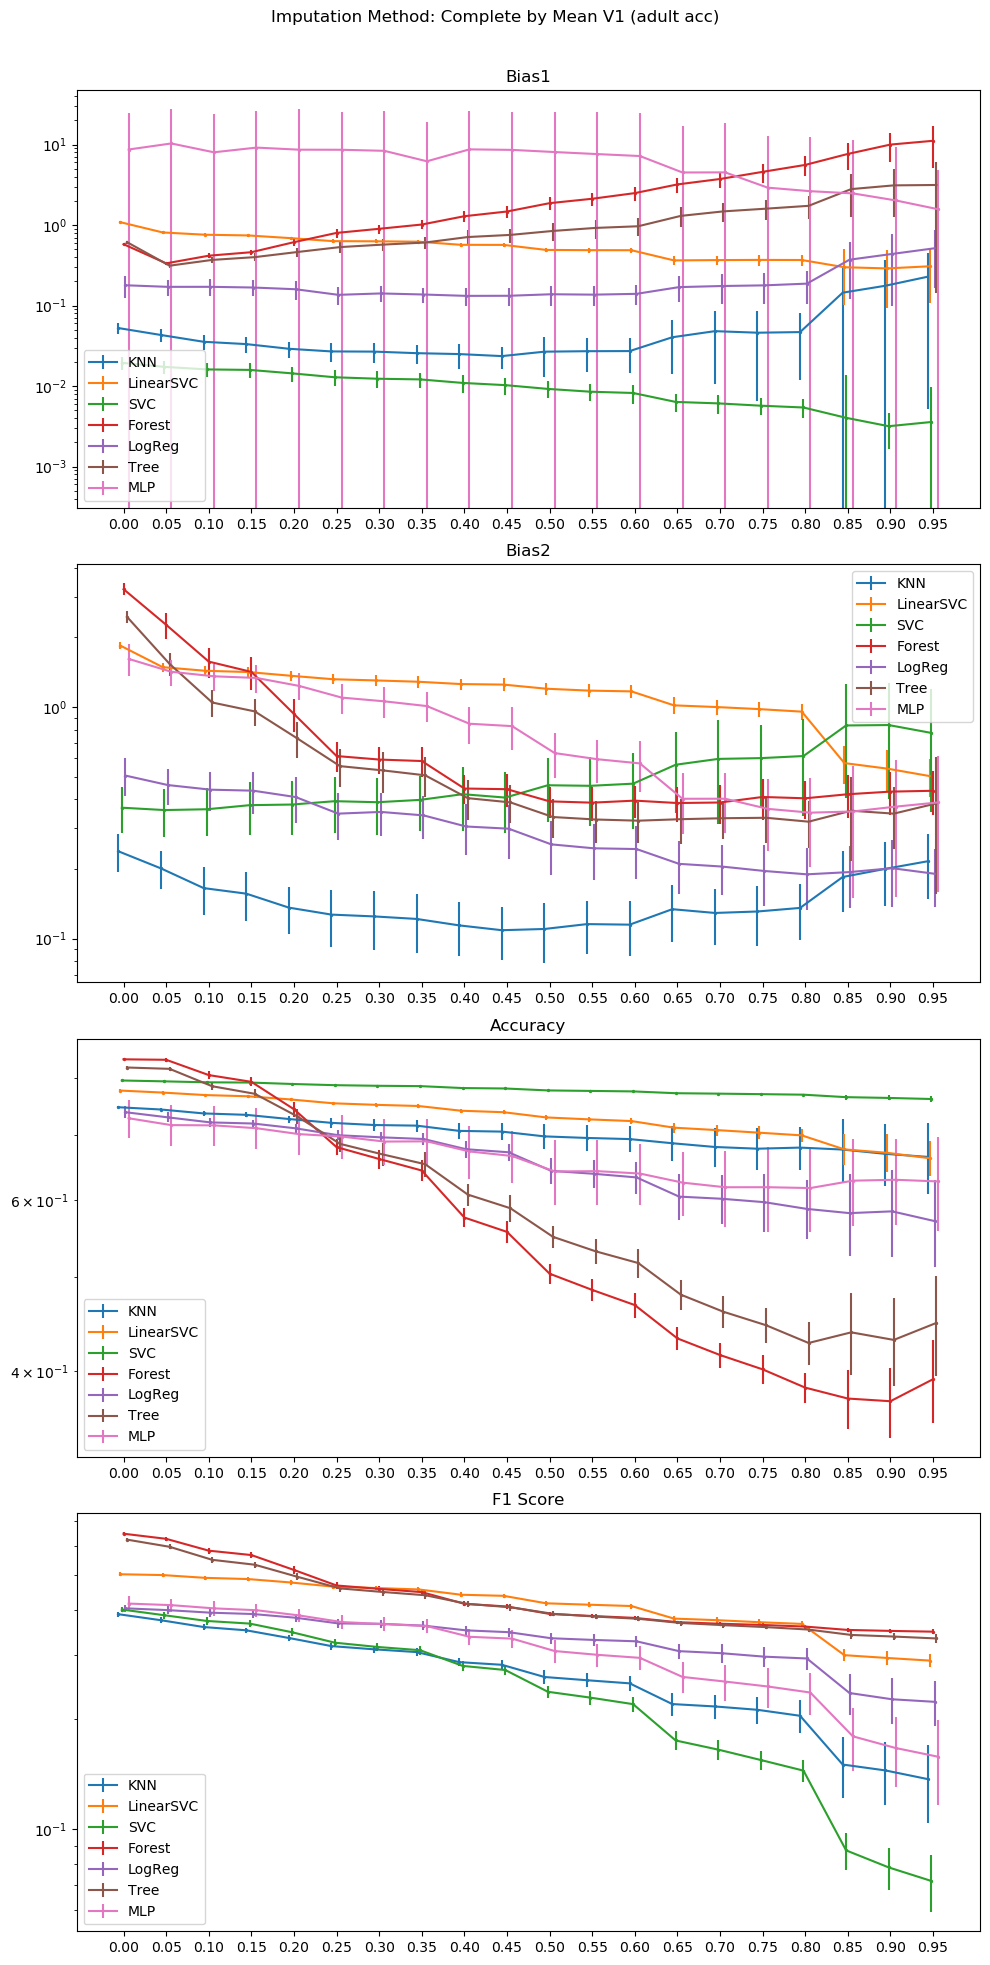 Imputation Method: Complete by Mean V1 (adult acc)
Bias1
10¹
10⁰
10⁻¹
10⁻²
10⁻³
KNN
LinearSVC
SVC
Forest
LogReg
Tree
MLP
0.00 0.05 0.10 0.15 0.20 0.25 0.30 0.35 0.40 0.45 0.50 0.55 0.60 0.65 0.70 0.75 0.80 0.85 0.90 0.95
Bias2
10⁰
10⁻¹
KNN
LinearSVC
SVC
Forest
LogReg
Tree
MLP
0.00 0.05 0.10 0.15 0.20 0.25 0.30 0.35 0.40 0.45 0.50 0.55 0.60 0.65 0.70 0.75 0.80 0.85 0.90 0.95
Accuracy
6 × 10⁻¹
4 × 10⁻¹
KNN
LinearSVC
SVC
Forest
LogReg
Tree
MLP
0.00 0.05 0.10 0.15 0.20 0.25 0.30 0.35 0.40 0.45 0.50 0.55 0.60 0.65 0.70 0.75 0.80 0.85 0.90 0.95
F1 Score
10⁻¹
KNN
LinearSVC
SVC
Forest
LogReg
Tree
MLP
0.00 0.05 0.10 0.15 0.20 0.25 0.30 0.35 0.40 0.45 0.50 0.55 0.60 0.65 0.70 0.75 0.80 0.85 0.90 0.95